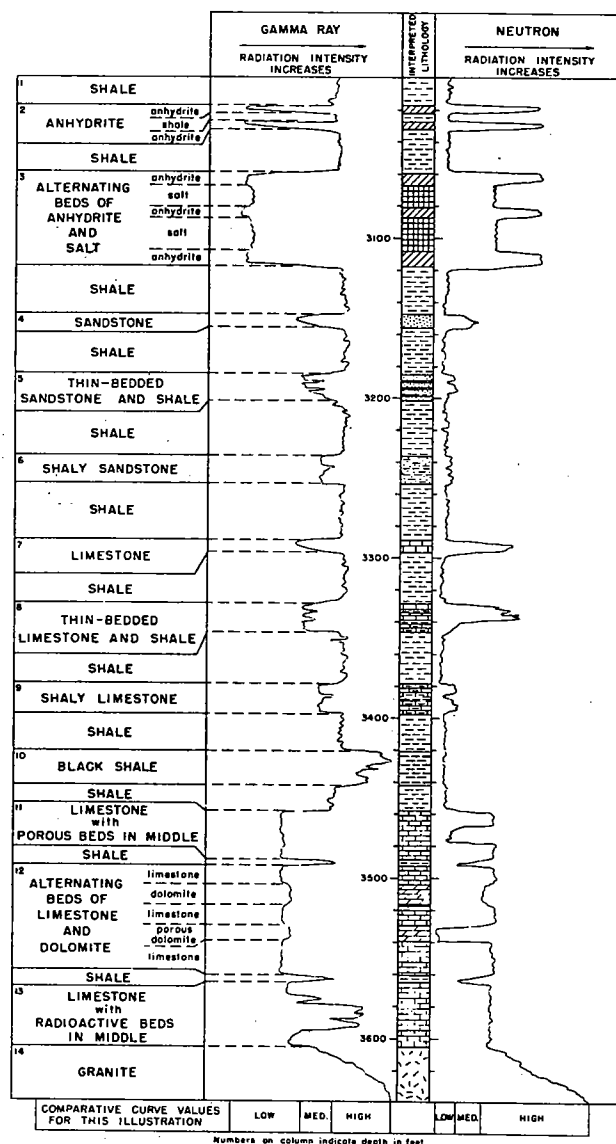 GAMMA RAY
RADIATION INTENSITY
INCREASES
INTERPRETED
LITHOLOGY
NEUTRON
RADIATION INTENSITY
INCREASES
SHALE
2
ANHYDRITE
anhydrite
shale
anhydrite
SHALE
3
ALTERNATING
BEDS OF
ANHYDRITE
AND
SALT
anhydrite
salt
anhydrite
salt
anhydrite
3100
SHALE
4
SANDSTONE
SHALE
5
THIN-BEDDED
SANDSTONE AND SHALE
3200
SHALE
6
SHALY SANDSTONE
SHALE
7
LIMESTONE
3300
SHALE
8
THIN-BEDDED
LIMESTONE AND SHALE
SHALE
9
SHALY LIMESTONE
3400
SHALE
10
BLACK SHALE
SHALE
11
LIMESTONE
with
POROUS BEDS IN MIDDLE
SHALE
12
ALTERNATING
BEDS OF
LIMESTONE
AND
DOLOMITE
limestone
dolomite
limestone
porous
dolomite
limestone
3500
SHALE
13
LIMESTONE
with
RADIOACTIVE BEDS
IN MIDDLE
3600
14
GRANITE
COMPARATIVE CURVE VALUES
FOR THIS ILLUSTRATION
LOW MED. HIGH LOW MED. HIGH
Numbers on column indicate depth in feet